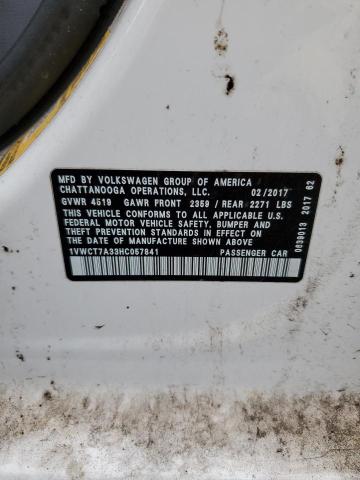 MFD BY VOLKSWAGEN GROUP OF AMERICA
CHATTANOOGA OPERATIONS, LLC. 02/2017
GVWR 4519 GAWR FRONT 2359 / REAR 2271 LBS
THIS VEHICLE CONFORMS TO ALL APPLICABLE U.S.
FEDERAL MOTOR VEHICLE SAFETY, BUMPER AND
THEFT PREVENTION STANDARDS IN EFFECT ON THE
DATE OF MANUFACTURE SHOWN ABOVE.
1VWCT7A33HC057841 PASSENGER CAR
0639013 2017 62